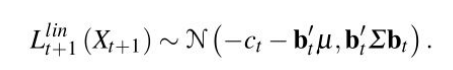 L^{lin}_{t+1}(X_{t+1}) ∼ N(−c_t − b′_t μ, b′_t Σ b_t).